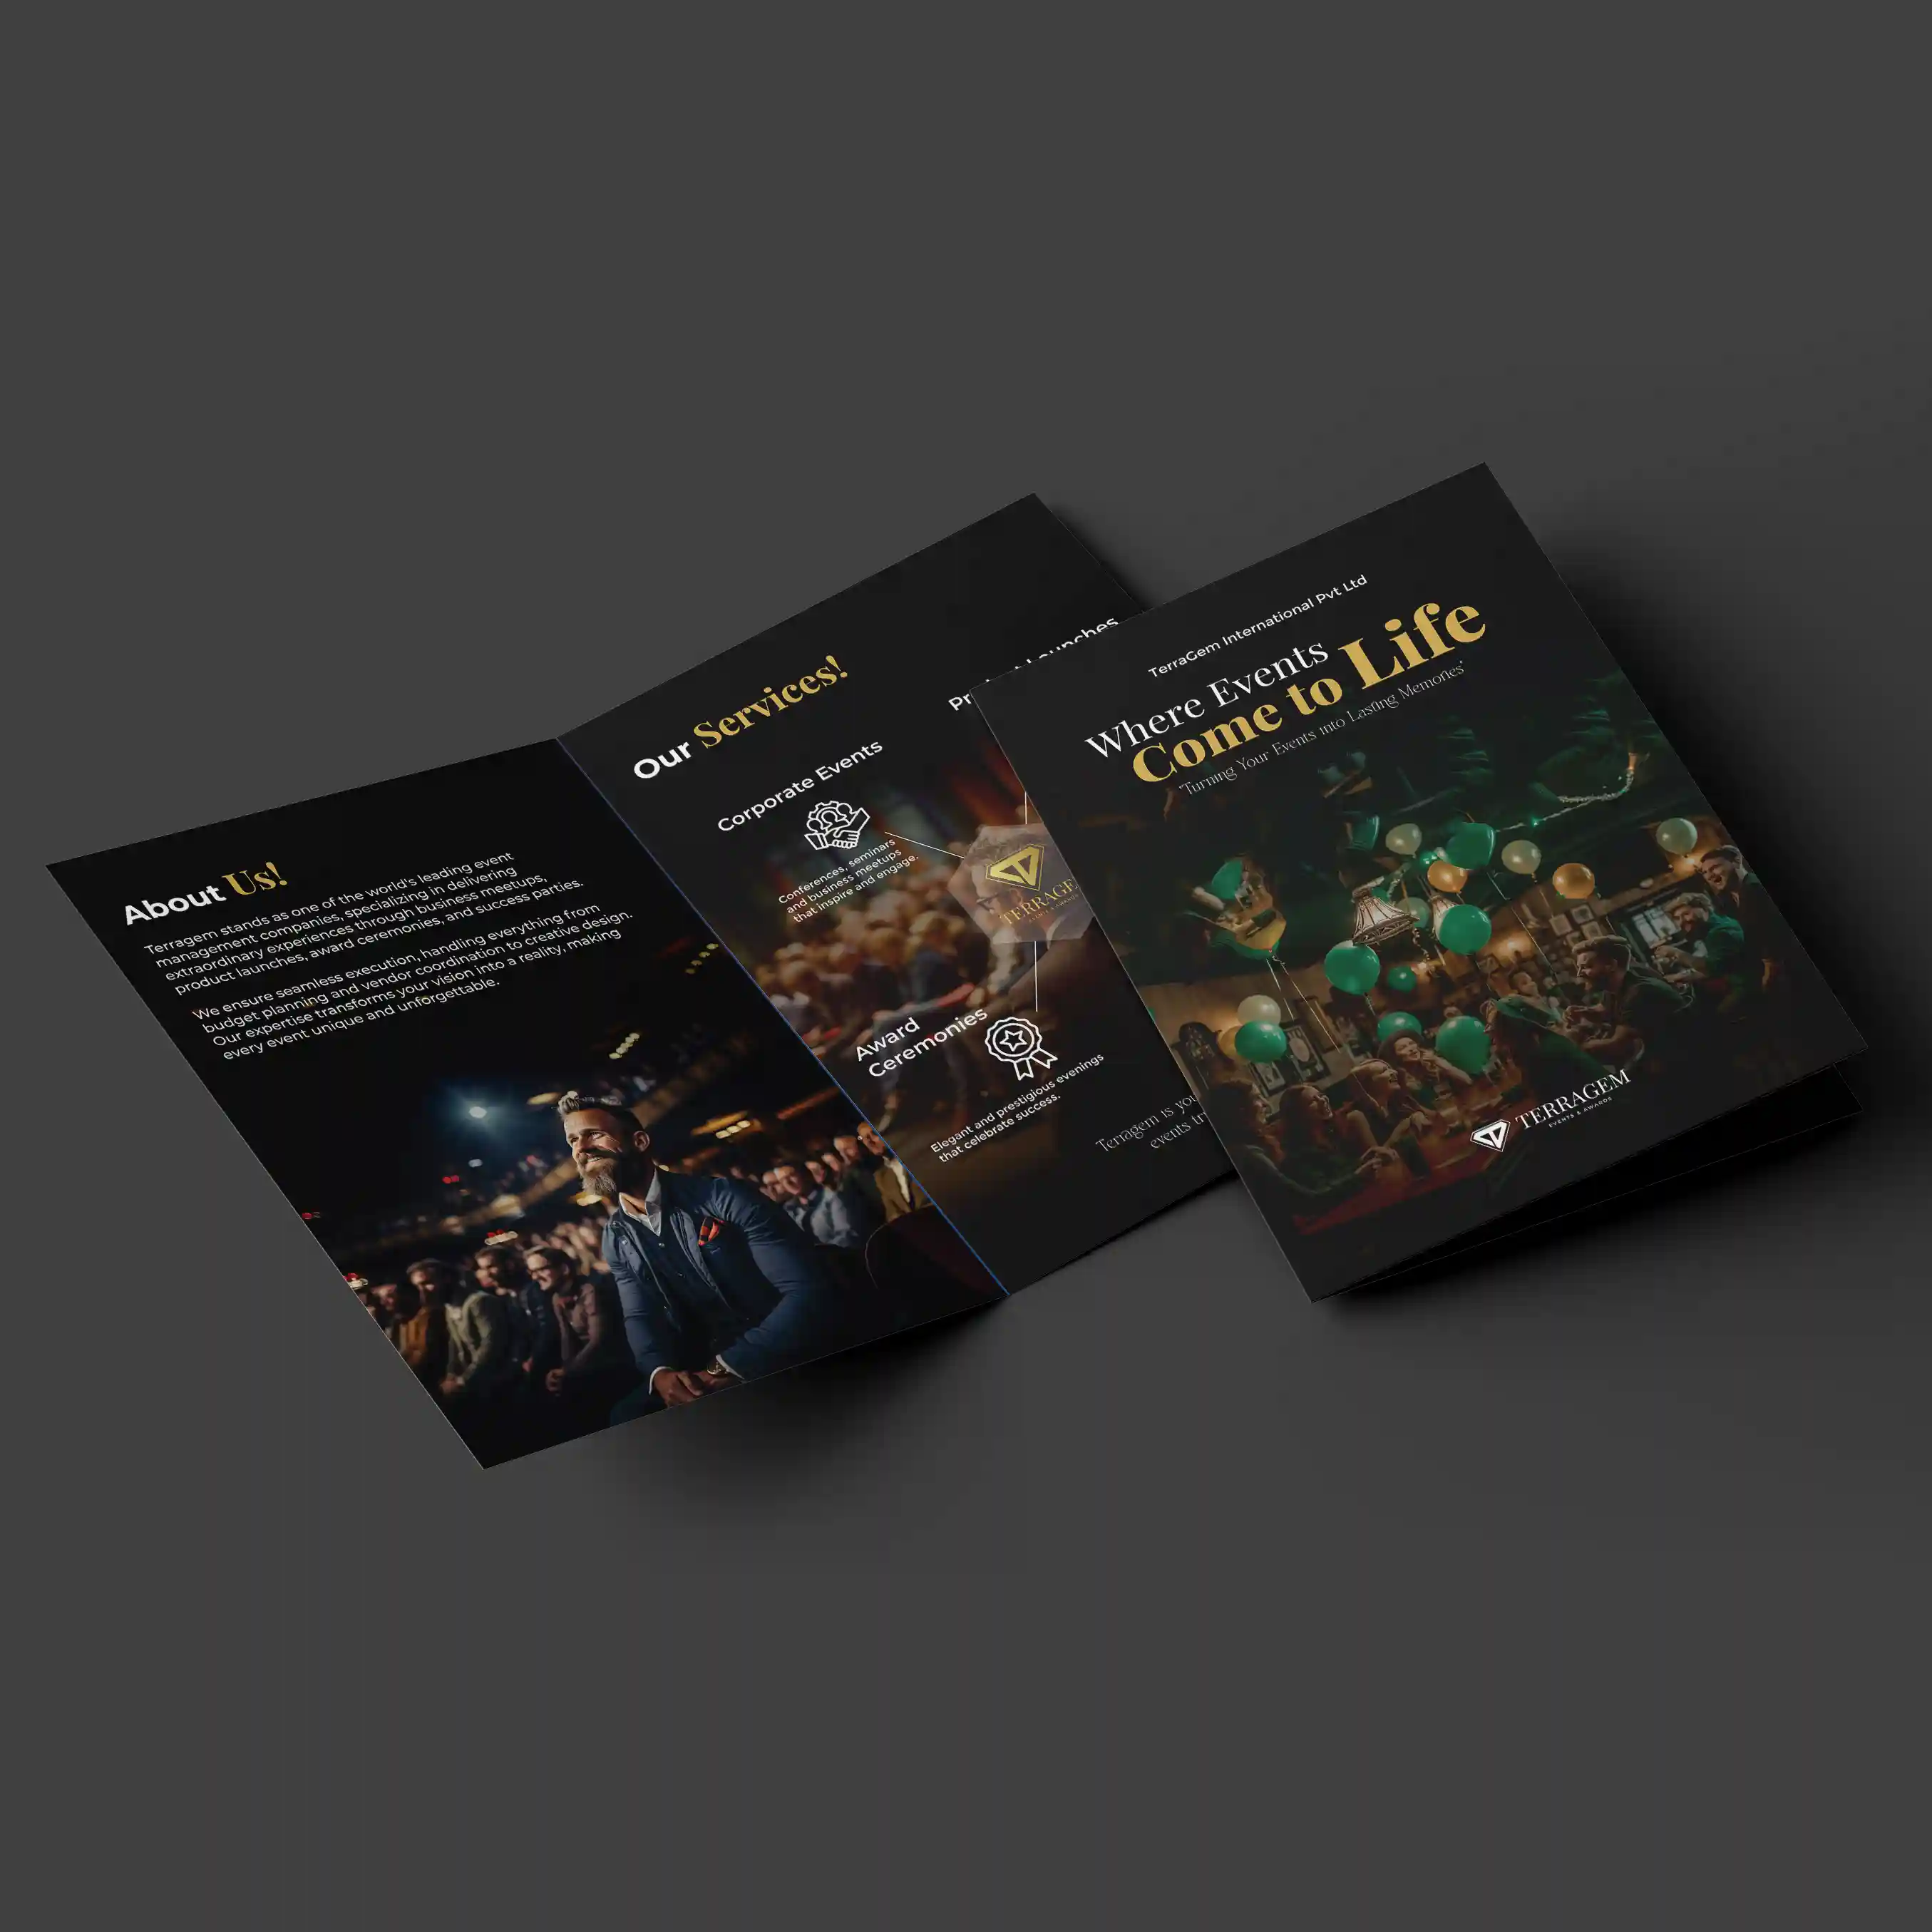 About Us!
Terragem stands as one of the world's leading event
management companies, specializing in delivering
extraordinary experiences through business meetups,
product launches, award ceremonies, and success parties.
We ensure seamless execution, handling everything from
budget planning and vendor coordination to creative design.
Our expertise transforms your vision into a reality, making
every event unique and unforgettable.
Our Services!
Corporate Events
Conferences, seminars
and business meetups
that inspire and engage.
Launches
TERRAGE
Award
Ceremonies
Elegant and prestigious evenings
that celebrate success.
Terragem is you
events tr
TerraGem International Pvt Ltd
Where Events
Come to Life
'Turning Your Events into Lasting Memories'
TERRAGEM
EVENTS & AWARDS